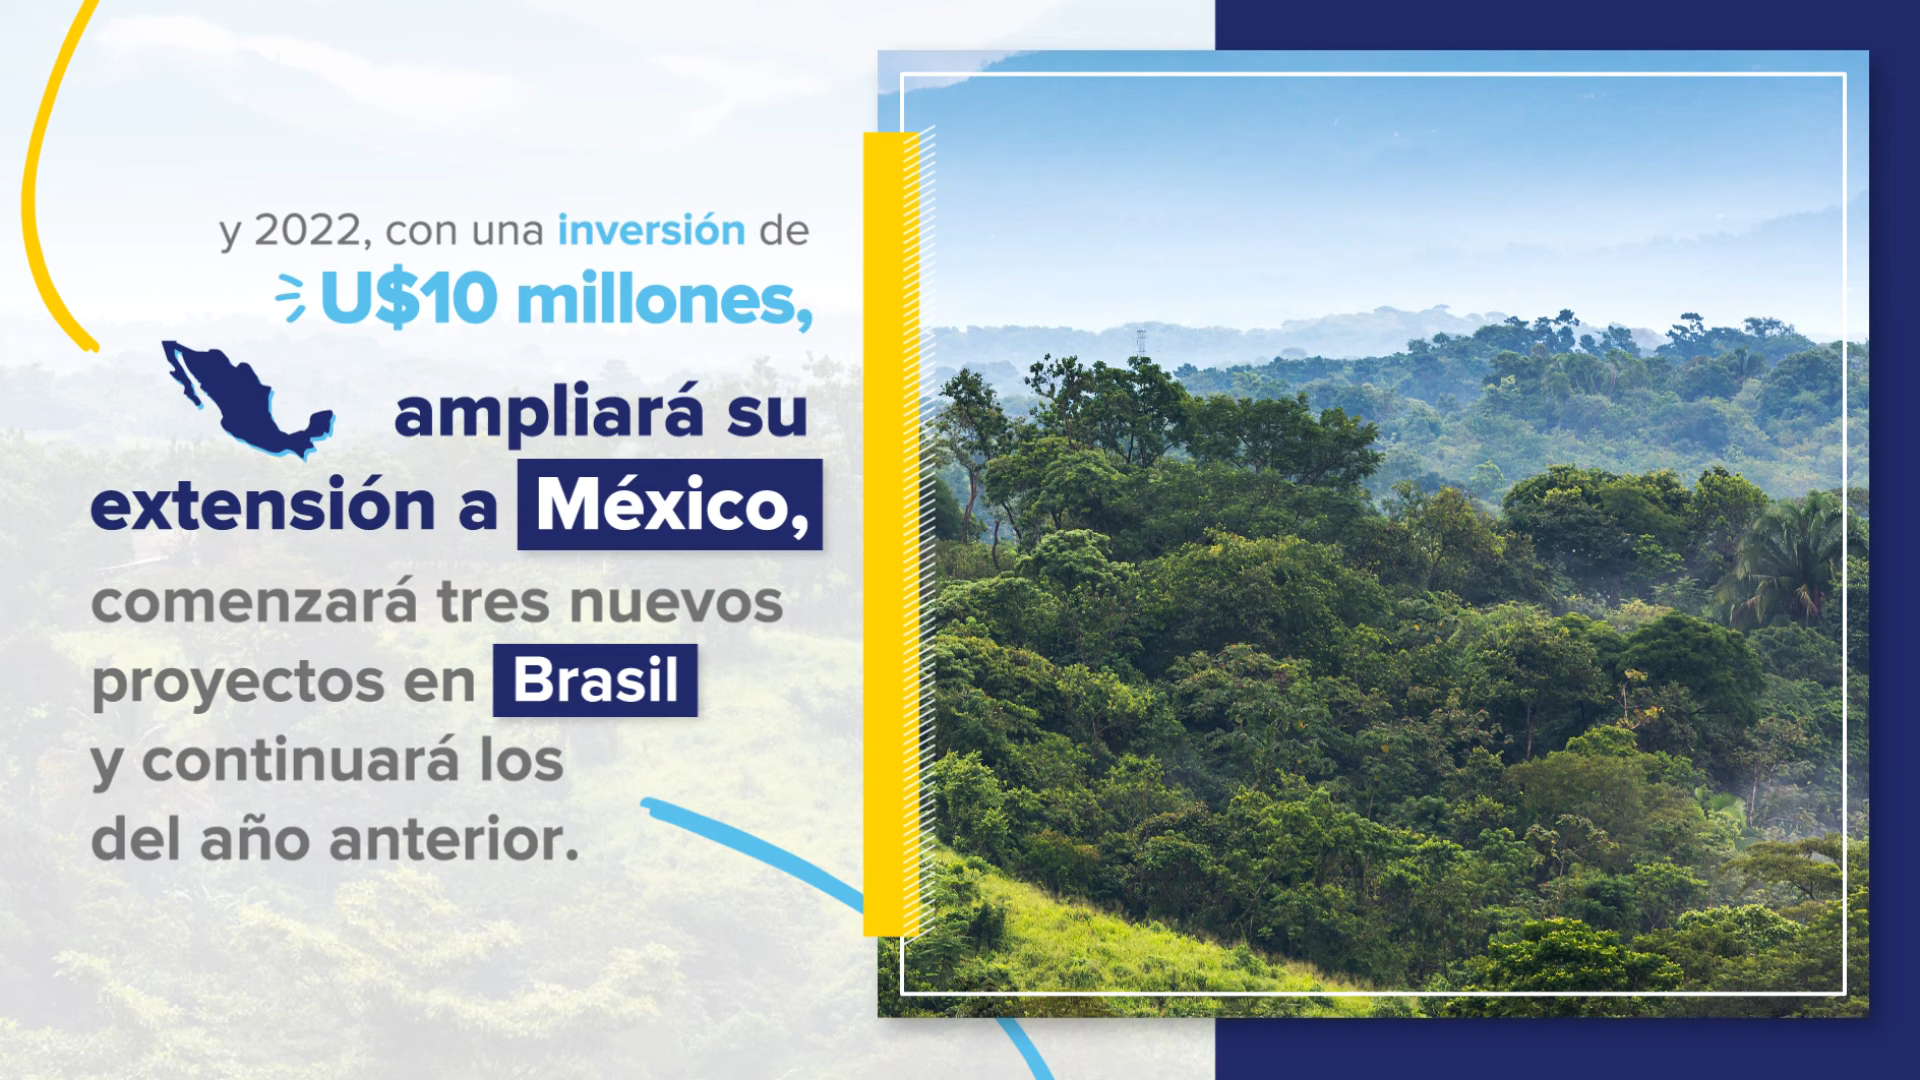 y 2022, con una inversión de
U$10 millones,
ampliará su
extensión a México,
comenzará tres nuevos
proyectos en Brasil
y continuará los
del año anterior.